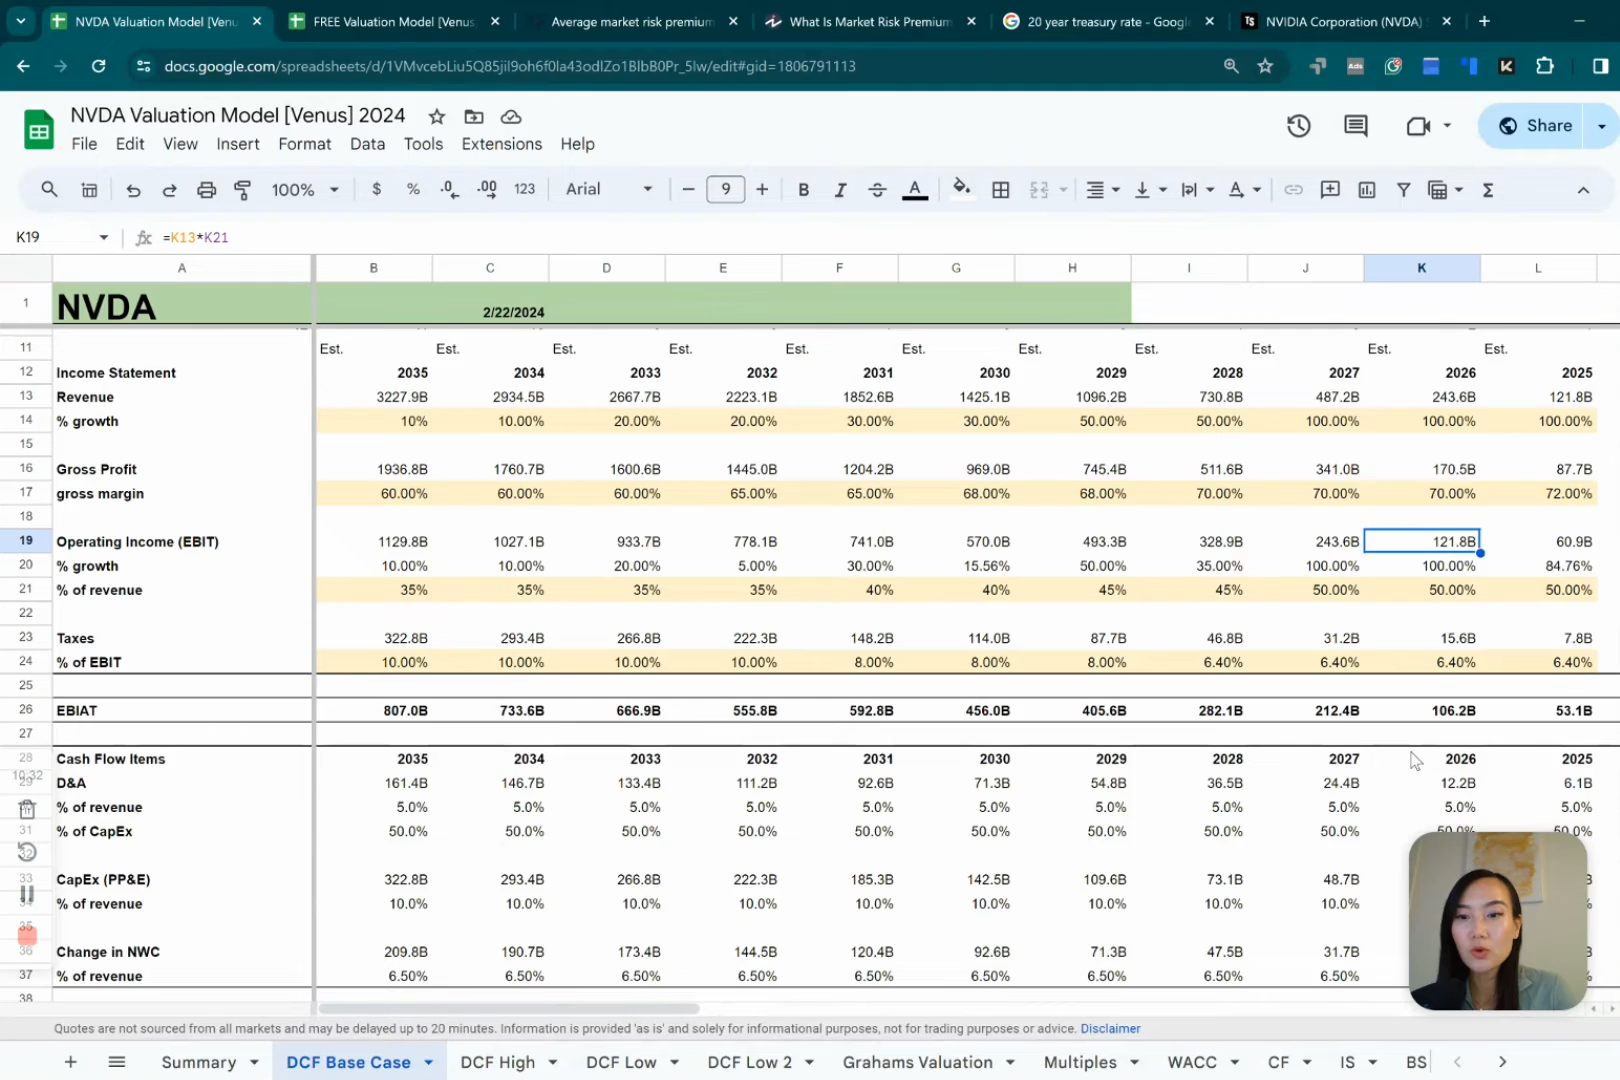 NVDA Valuation Model [Venus
FREE Valuation Model [Venus
Average market risk premium
What Is Market Risk Premium
20 year treasury rate - Google
NVIDIA Corporation (NVDA)
docs.google.com/spreadsheets/d/1VMvcebLiu5Q85jil9oh6f0la43odlZo1BlbB0Pr_5lw/edit#gid=1806791113
NVDA Valuation Model [Venus] 2024
Share
File Edit View Insert Format Data Tools Extensions Help
100% $ % .0 .00 123 Arial 9 B I A
K19 fx =K13*K21
A B C D E F G H I J K L
1 NVDA 2/22/2024
11 Est. Est. Est. Est. Est. Est. Est. Est. Est. Est. Est.
12 Income Statement 2035 2034 2033 2032 2031 2030 2029 2028 2027 2026 2025
13 Revenue 3227.9B 2934.5B 2667.7B 2223.1B 1852.6B 1425.1B 1096.2B 730.8B 487.2B 243.6B 121.8B
14 % growth 10% 10.00% 20.00% 20.00% 30.00% 30.00% 50.00% 50.00% 100.00% 100.00% 100.00%
15
16 Gross Profit 1936.8B 1760.7B 1600.6B 1445.0B 1204.2B 969.0B 745.4B 511.6B 341.0B 170.5B 87.7B
17 gross margin 60.00% 60.00% 60.00% 65.00% 65.00% 68.00% 68.00% 70.00% 70.00% 70.00% 72.00%
18
19 Operating Income (EBIT) 1129.8B 1027.1B 933.7B 778.1B 741.0B 570.0B 493.3B 328.9B 243.6B 121.8B 60.9B
20 % growth 10.00% 10.00% 20.00% 5.00% 30.00% 15.56% 50.00% 35.00% 100.00% 100.00% 84.76%
21 % of revenue 35% 35% 35% 35% 40% 40% 45% 45% 50.00% 50.00% 50.00%
22
23 Taxes 322.8B 293.4B 266.8B 222.3B 148.2B 114.0B 87.7B 46.8B 31.2B 15.6B 7.8B
24 % of EBIT 10.00% 10.00% 10.00% 10.00% 8.00% 8.00% 8.00% 6.40% 6.40% 6.40% 6.40%
25
26 EBIAT 807.0B 733.6B 666.9B 555.8B 592.8B 456.0B 405.6B 282.1B 212.4B 106.2B 53.1B
27
28 Cash Flow Items 2035 2034 2033 2032 2031 2030 2029 2028 2027 2026 2025
10:32
29 D&A 161.4B 146.7B 133.4B 111.2B 92.6B 71.3B 54.8B 36.5B 24.4B 12.2B 6.1B
% of revenue 5.0% 5.0% 5.0% 5.0% 5.0% 5.0% 5.0% 5.0% 5.0% 5.0% 5.0%
31 % of CapEx 50.0% 50.0% 50.0% 50.0% 50.0% 50.0% 50.0% 50.0% 50.0% 50.0% 50.0%
32
33 CapEx (PP&E) 322.8B 293.4B 266.8B 222.3B 185.3B 142.5B 109.6B 73.1B 48.7B
34 % of revenue 10.0% 10.0% 10.0% 10.0% 10.0% 10.0% 10.0% 10.0% 10.0%
35
36 Change in NWC 209.8B 190.7B 173.4B 144.5B 120.4B 92.6B 71.3B 47.5B 31.7B
37 % of revenue 6.50% 6.50% 6.50% 6.50% 6.50% 6.50% 6.50% 6.50% 6.50%
38
Quotes are not sourced from all markets and may be delayed up to 20 minutes. Information is provided 'as is' and solely for informational purposes, not for trading purposes or advice. Disclaimer
Summary DCF Base Case DCF High DCF Low DCF Low 2 Grahams Valuation Multiples WACC CF IS BS